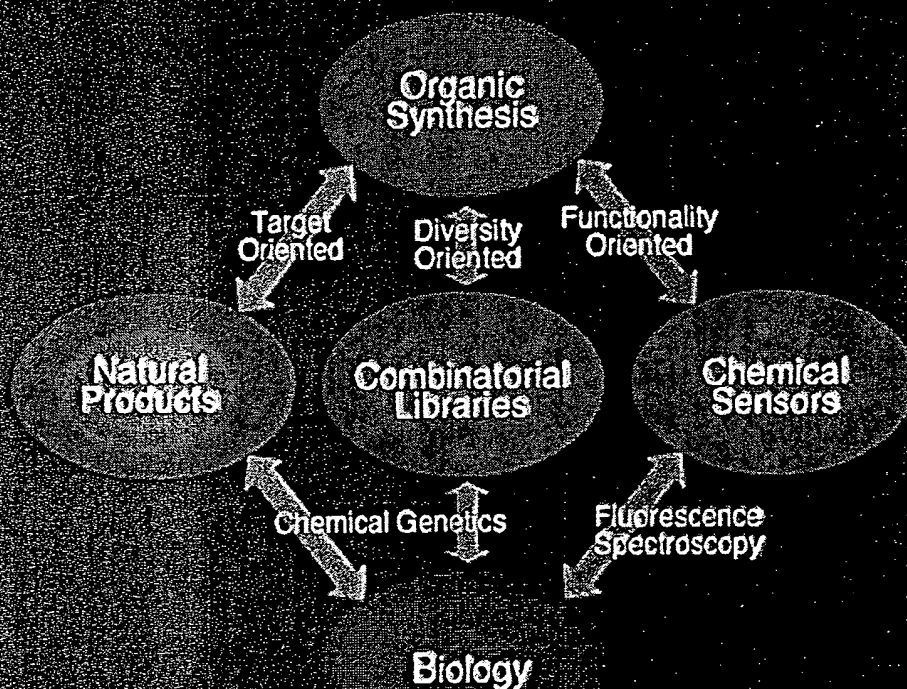 Organic
Synthesis
Target
Oriented
Diversity
Oriented
Functionality
Oriented
Natural
Products
Combinatorial
Libraries
Chemical
Sensors
Chemical Genetics
Fluorescence
Spectroscopy
Biology